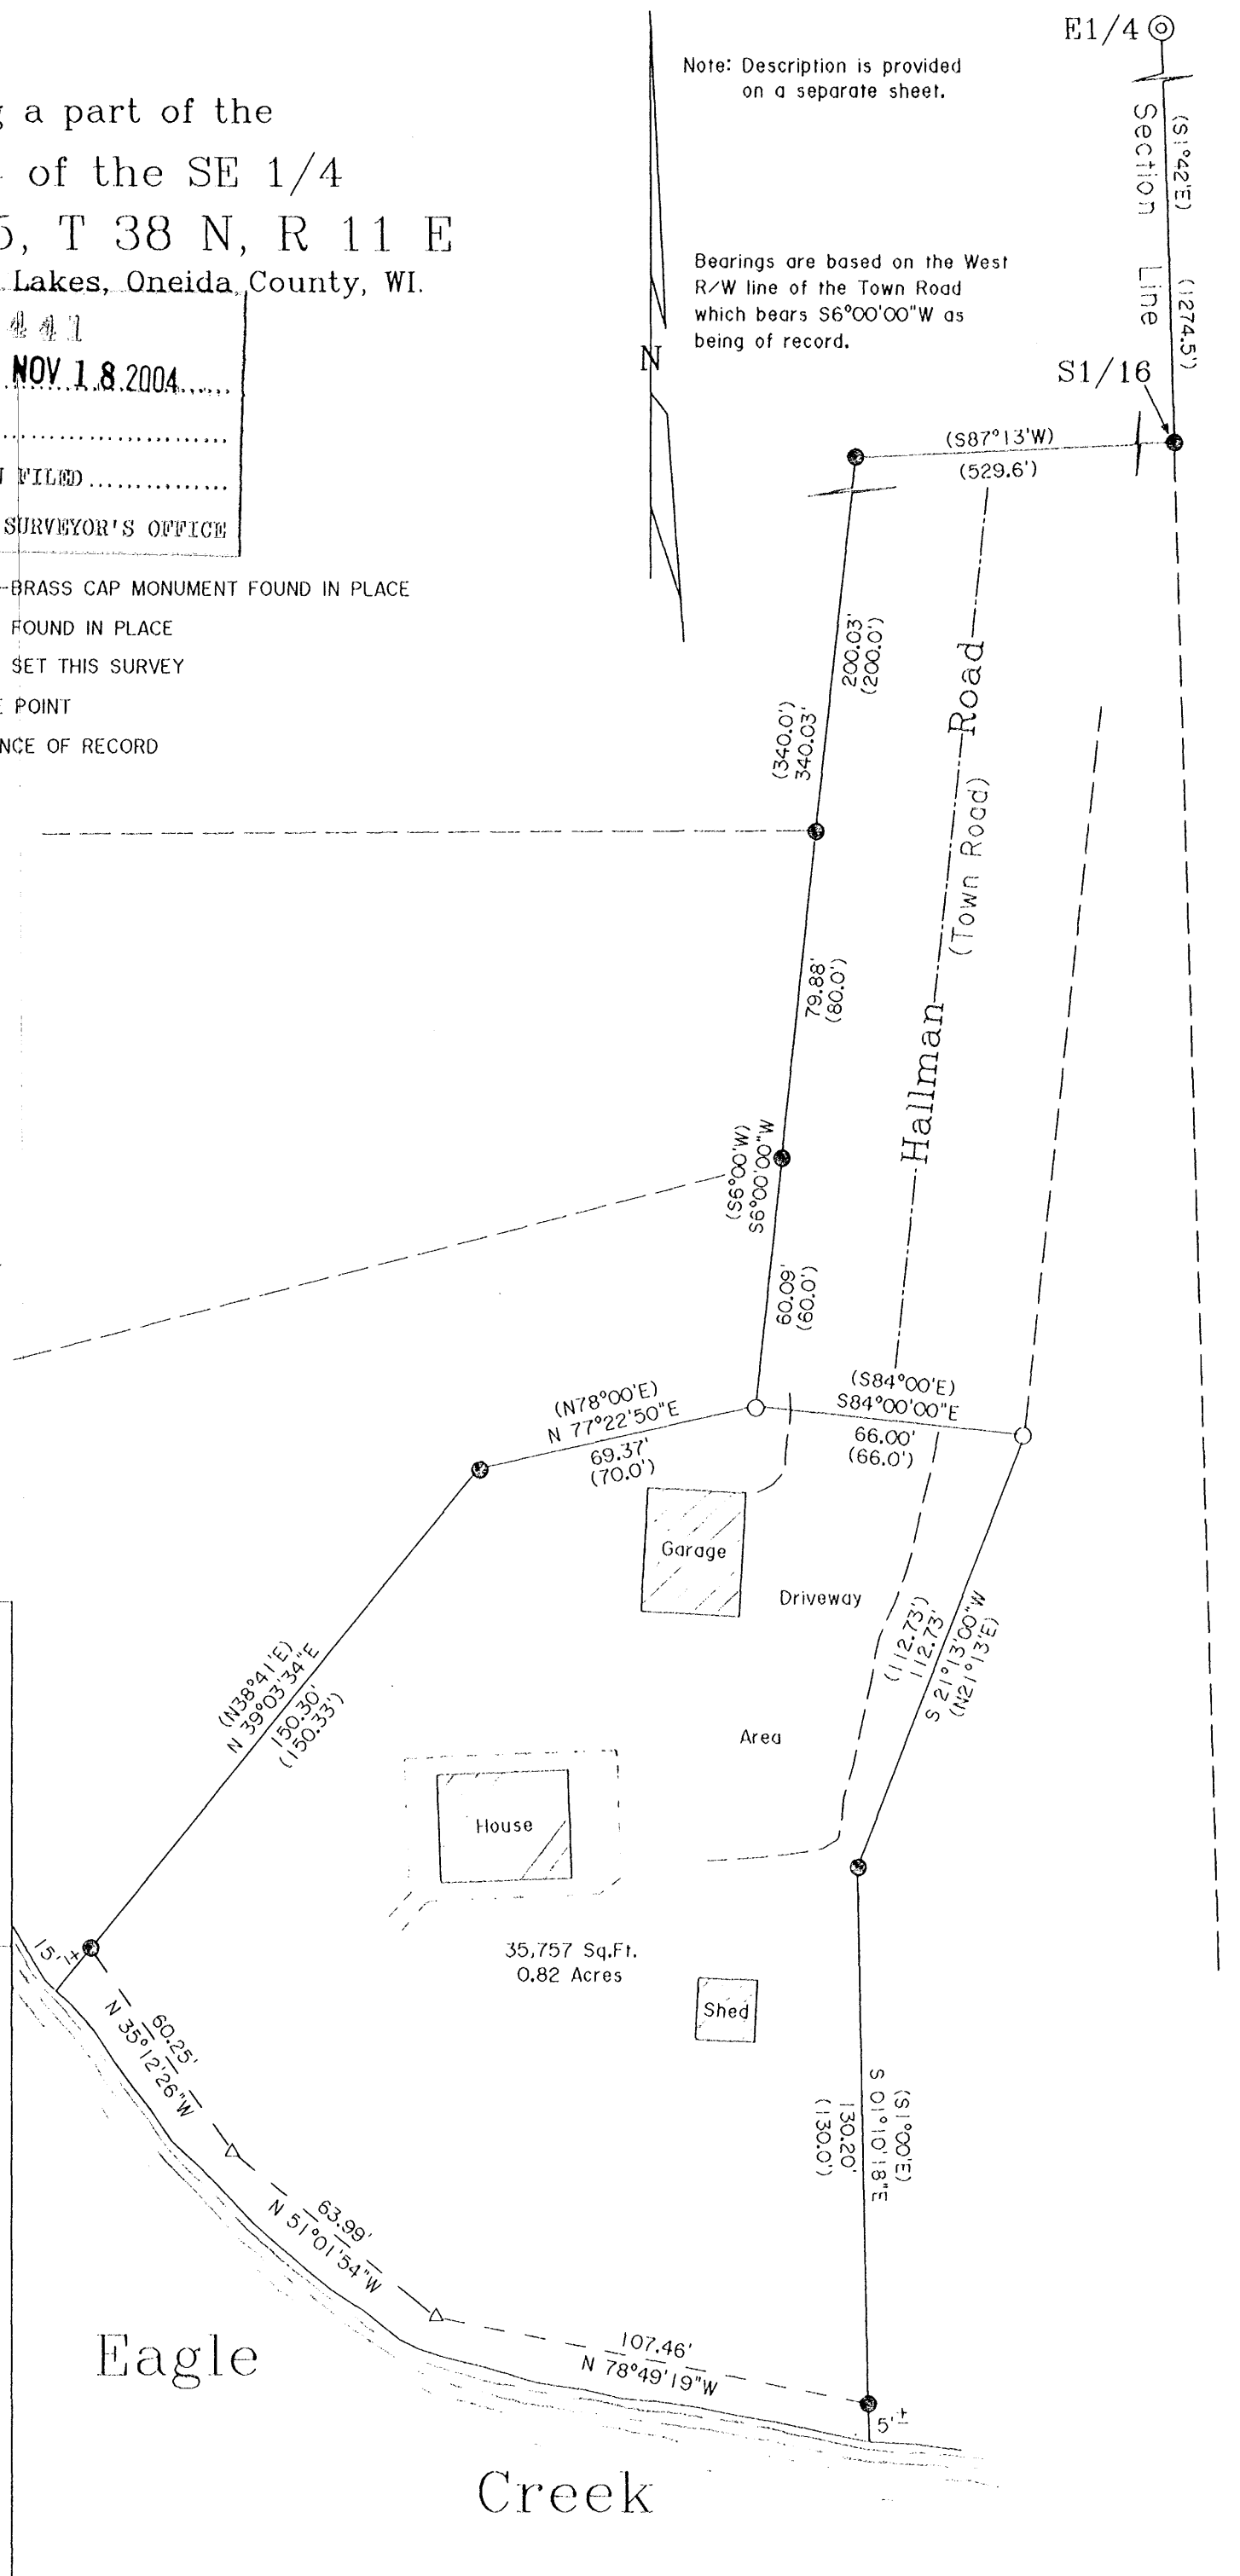 a part of the
of the SE 1/4
5, T 38 N, R 11 E
Lakes, Oneida County, WI.
441
NOV 18 2004
FILED
SURVEYOR'S OFFICE
-BRASS CAP MONUMENT FOUND IN PLACE
FOUND IN PLACE
SET THIS SURVEY
POINT
NCE OF RECORD
Note: Description is provided
on a separate sheet.
Bearings are based on the West
R/W line of the Town Road
which bears S6°00'00"W as
being of record.
N
E1/4
(S1°42'E)
Section Line
(1274.5')
S1/16
(S87°13'W)
(529.6')
200.03'
(200.0')
(340.0')
340.03'
Hallman Road
(Town Road)
79.88'
(80.0')
(S6°00'W)
S6°00'00"W
60.09'
(60.0')
(S84°00'E)
S84°00'00"E
66.00'
(66.0')
(N78°00'E)
N 77°22'50"E
69.37'
(70.0')
Garage
Driveway
Area
(112.73')
112.73'
S 21°13'00"W
(N21°13'E)
(N38°41'E)
N 39°03'34"E
150.30'
(150.33')
House
35,757 Sq.Ft.
0.82 Acres
Shed
15'±
60.25'
N 35°12'26"W
63.99'
N 51°01'54"W
107.46'
N 78°49'19"W
(S1°00'E)
S 01°10'18"E
130.20'
(130.0')
5'±
Eagle
Creek